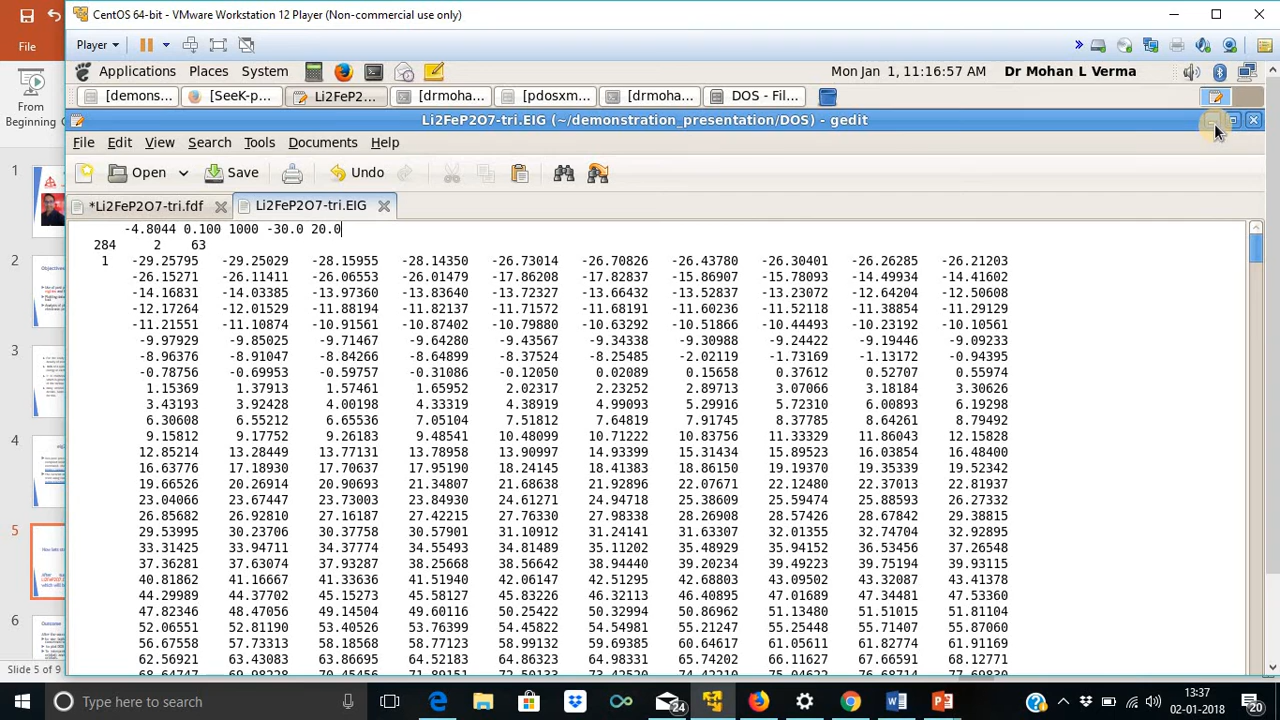 CentOS 64-bit - VMware Workstation 12 Player (Non-commercial use only)
File
Player
From
Beginning
Applications Places System
Mon Jan 1, 11:16:57 AM Dr Mohan L Verma
[demons... [SeeK-p... Li2FeP2... [drmoha... [pdosxm... [drmoha... DOS - Fil...
Li2FeP2O7-tri.EIG (~/demonstration_presentation/DOS) - gedit
File Edit View Search Tools Documents Help
Open Save Undo
*Li2FeP2O7-tri.fdf Li2FeP2O7-tri.EIG
-4.8044 0.100 1000 -30.0 20.0
284 2 63
1 -29.25795 -29.25029 -28.15955 -28.14350 -26.73014 -26.70826 -26.43780 -26.30401 -26.26285 -26.21203
-26.15271 -26.11411 -26.06553 -26.01479 -17.86208 -17.82837 -15.86907 -15.78093 -14.49934 -14.41602
-14.16831 -14.03385 -13.97360 -13.83640 -13.72327 -13.66432 -13.52837 -13.23072 -12.64204 -12.50608
-12.17264 -12.01529 -11.88194 -11.82137 -11.71572 -11.68191 -11.60236 -11.52118 -11.38854 -11.29129
-11.21551 -11.10874 -10.91561 -10.87402 -10.79880 -10.63292 -10.51866 -10.44493 -10.23192 -10.10561
-9.97929 -9.85025 -9.71467 -9.64280 -9.43567 -9.34338 -9.30988 -9.24422 -9.19446 -9.09233
-8.96376 -8.91047 -8.84266 -8.64899 -8.37524 -8.25485 -2.02119 -1.73169 -1.13172 -0.94395
-0.78756 -0.69953 -0.59757 -0.31086 -0.12050 0.02089 0.15658 0.37612 0.52707 0.55974
1.15369 1.37913 1.57461 1.65952 2.02317 2.23252 2.89713 3.07066 3.18187 3.30626
3.43193 3.92428 4.00198 4.33319 4.38919 4.99093 5.29916 5.72310 6.00893 6.19298
6.30608 6.55212 6.65536 7.05104 7.51812 7.64819 7.91745 8.37785 8.64261 8.79492
9.15812 9.17752 9.26183 9.48541 10.48099 10.71222 10.83756 11.33329 11.86043 12.15828
12.85214 13.28449 13.77131 13.78950 13.90997 14.93399 15.31434 15.89523 16.03854 16.48400
16.63776 17.18930 17.70637 17.95190 18.24145 18.41383 18.86159 19.19370 19.35337 19.52342
19.66526 20.26914 20.90693 21.34807 21.68638 21.92896 22.07671 22.12480 22.37013 22.81937
23.04066 23.67447 23.73003 23.84930 24.61271 24.94718 25.38609 25.59474 25.88593 26.27332
26.85682 26.92810 27.16187 27.42215 27.76330 27.98338 28.26908 28.57426 28.67842 29.38815
29.53995 30.23706 30.37758 30.57901 31.10912 31.24141 31.63307 32.01355 32.74704 32.92895
33.31425 33.94711 34.37774 34.55493 34.81489 35.11202 35.48929 35.94152 36.53456 37.26548
37.36281 37.63074 37.93287 38.25668 38.56642 38.94440 39.20234 39.49223 39.75194 39.93115
40.81862 41.16667 41.33636 41.51943 42.06147 42.51295 42.68803 43.09502 43.32082 43.41378
44.29989 44.37702 45.15273 45.58127 45.83226 46.32113 46.40895 47.01689 47.34481 47.53360
47.82346 48.47056 49.14504 49.60116 50.25422 50.32994 50.86962 51.13480 51.51015 51.81104
52.06551 52.81190 53.40526 53.76399 54.45822 54.54981 55.21247 55.25448 55.71407 55.87060
56.67558 57.73313 58.18568 58.77123 58.99132 59.69385 60.64617 61.05611 61.82774 61.91169
62.56921 63.43083 63.86695 64.52183 64.86323 64.98331 65.74202 66.11627 67.66591 68.12771
1
2
3
4
5
6
Outcome
Slide 5 of 9
Type here to search
24
13:37
02-01-2018
20